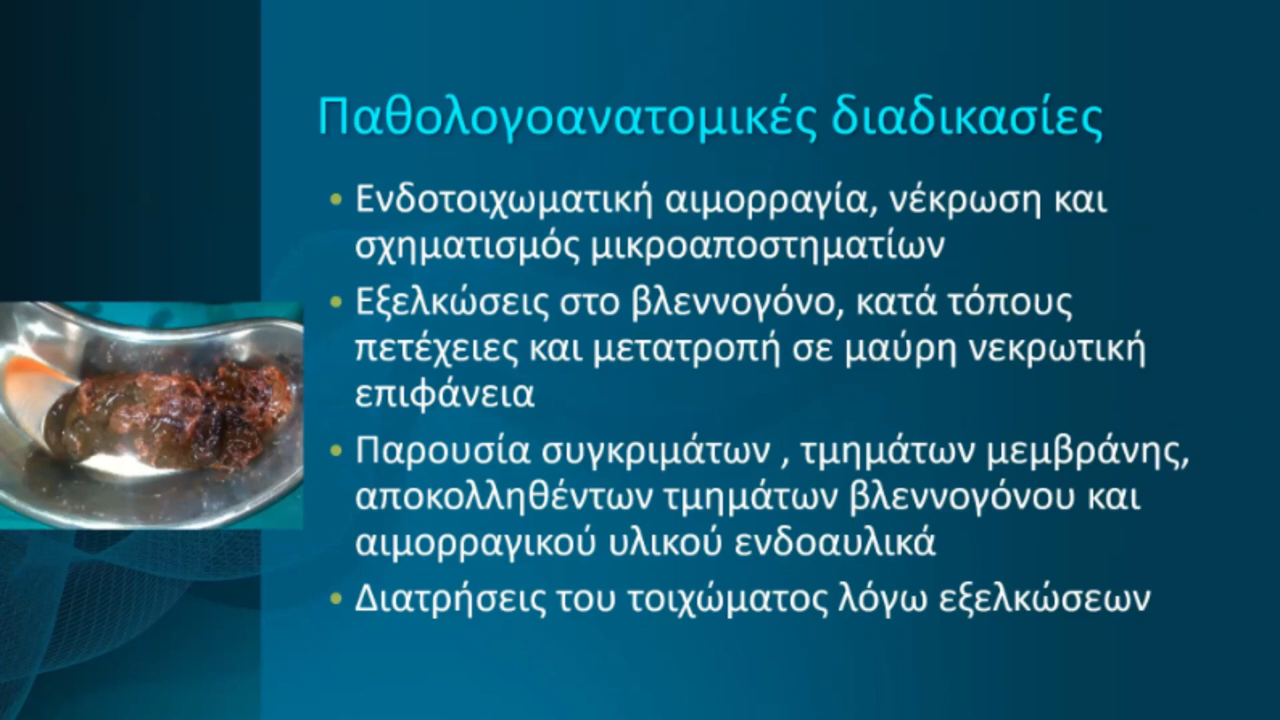 Παθολογοανατομικές διαδικασίες
• Ενδοτοιχωματική αιμορραγία, νέκρωση και
σχηματισμός μικροαποστηματίων
• Εξελκώσεις στο βλεννογόνο, κατά τόπους
πετέχειες και μετατροπή σε μαύρη νεκρωτική
επιφάνεια
• Παρουσία συγκριμάτων , τμημάτων μεμβράνης,
αποκολληθέντων τμημάτων βλεννογόνου και
αιμορραγικού υλικού ενδοαυλικά
• Διατρήσεις του τοιχώματος λόγω εξελκώσεων